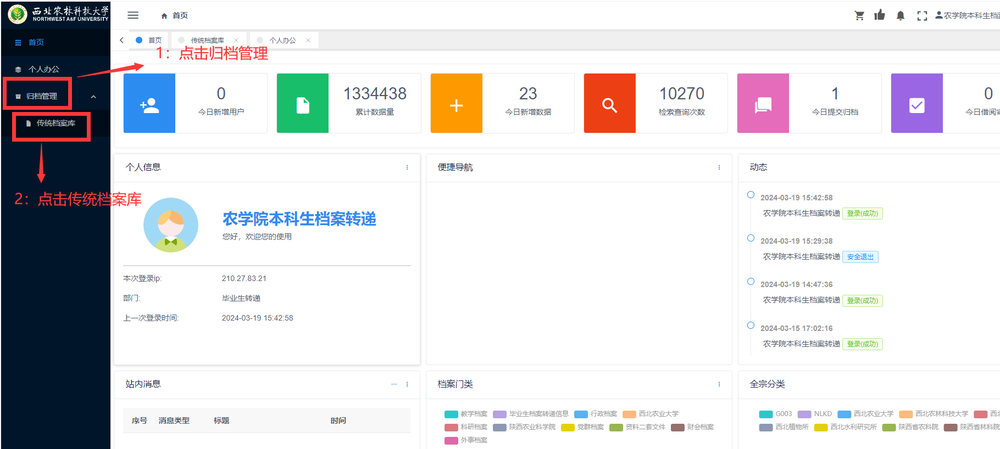 西北农林科技大学
NORTHWEST A&F UNIVERSITY
首页
农学院本科生档案
首页
个人办公
归档管理
传统档案库
首页
传统档案库
个人办公
1：点击归档管理
2：点击传统档案库
0
今日新增用户
1334438
累计数据量
23
今日新增数据
10270
检索查询次数
1
今日提交归档
0
今日借阅
个人信息
农学院本科生档案转递
您好，欢迎您的使用
本次登录ip: 210.27.83.21
部门: 毕业生转递
上一次登录时间: 2024-03-19 15:42:58
便捷导航
动态
2024-03-19 15:42:58
农学院本科生档案转递 登录(成功)
2024-03-19 15:29:38
农学院本科生档案转递 安全退出
2024-03-19 14:47:36
农学院本科生档案转递 登录(成功)
2024-03-15 17:02:16
农学院本科生档案转递 登录(成功)
站内消息
序号 消息类型 标题 时间
档案门类
教学档案 毕业生档案转递信息 行政档案 西北农业大学
科研档案 陕西农业科学院 党群档案 资料二套文件 财会档案
外事档案
全宗分类
G003 NLKD 西北农业大学 西北农林科技大学 西
西北植物所 西北水利研究所 陕西省农科院 陕西省林科院